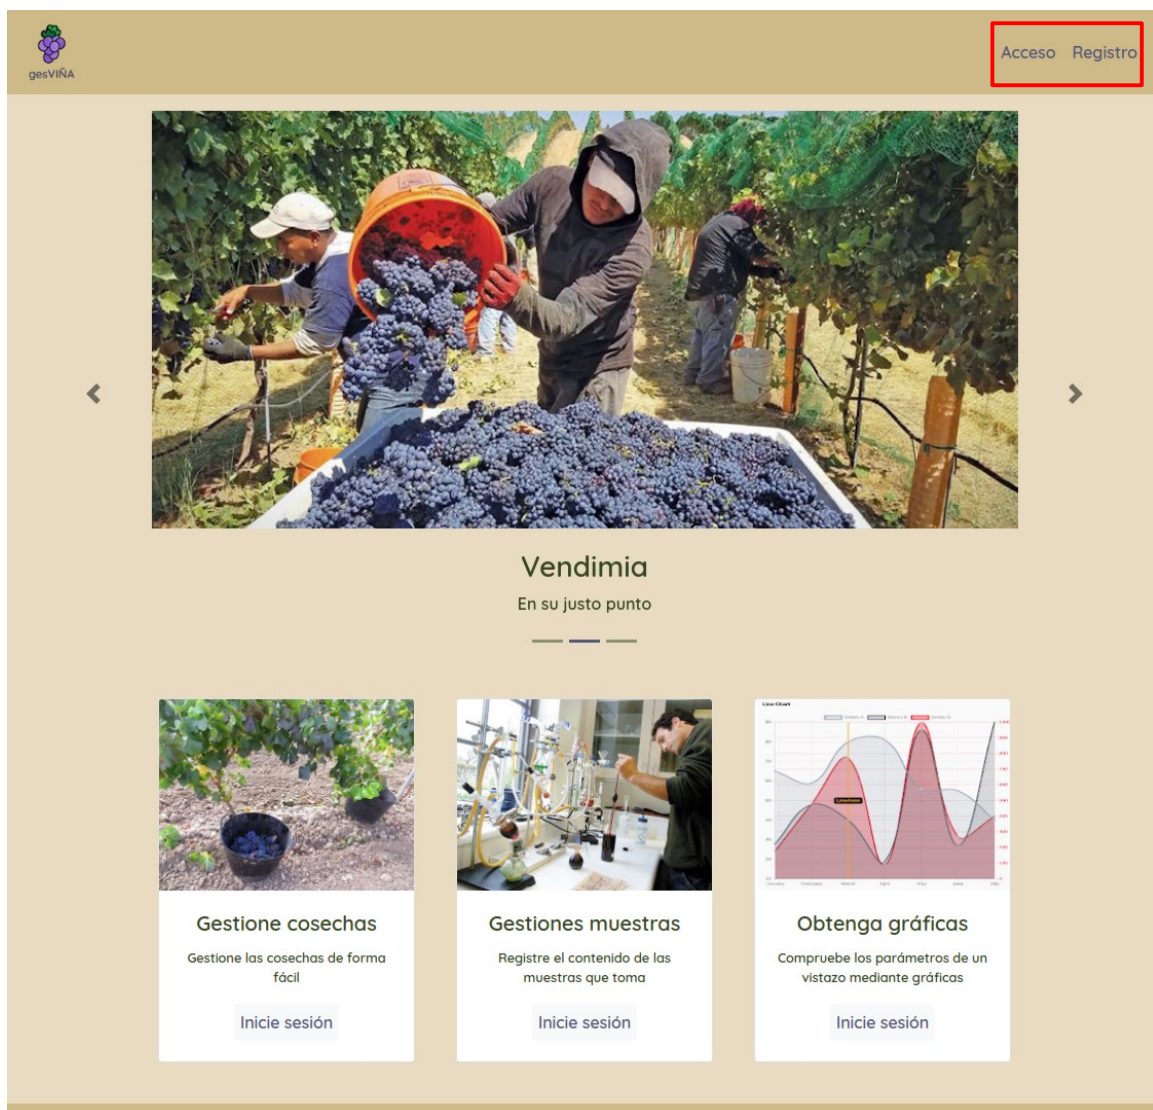 gesVIÑA
Acceso Registro
Vendimia
En su justo punto
Line Chart
Gestione cosechas
Gestione las cosechas de forma
fácil
Inicie sesión
Gestiones muestras
Registre el contenido de las
muestras que toma
Inicie sesión
Obtenga gráficas
Compruebe los parámetros de un
vistazo mediante gráficas
Inicie sesión